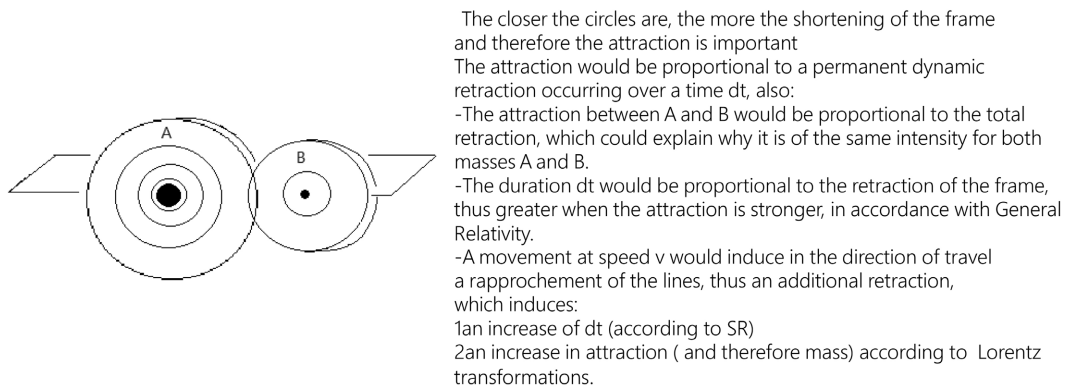 The closer the circles are, the more the shortening of the frame
and therefore the attraction is important
The attraction would be proportional to a permanent dynamic
retraction occurring over a time dt, also:
-The attraction between A and B would be proportional to the total
retraction, which could explain why it is of the same intensity for both
masses A and B.
-The duration dt would be proportional to the retraction of the frame,
thus greater when the attraction is stronger, in accordance with General
Relativity.
-A movement at speed v would induce in the direction of travel
a rapprochement of the lines, thus an additional retraction,
which induces:
1an increase of dt (according to SR)
2an increase in attraction ( and therefore mass) according to  Lorentz
transformations.
A
B